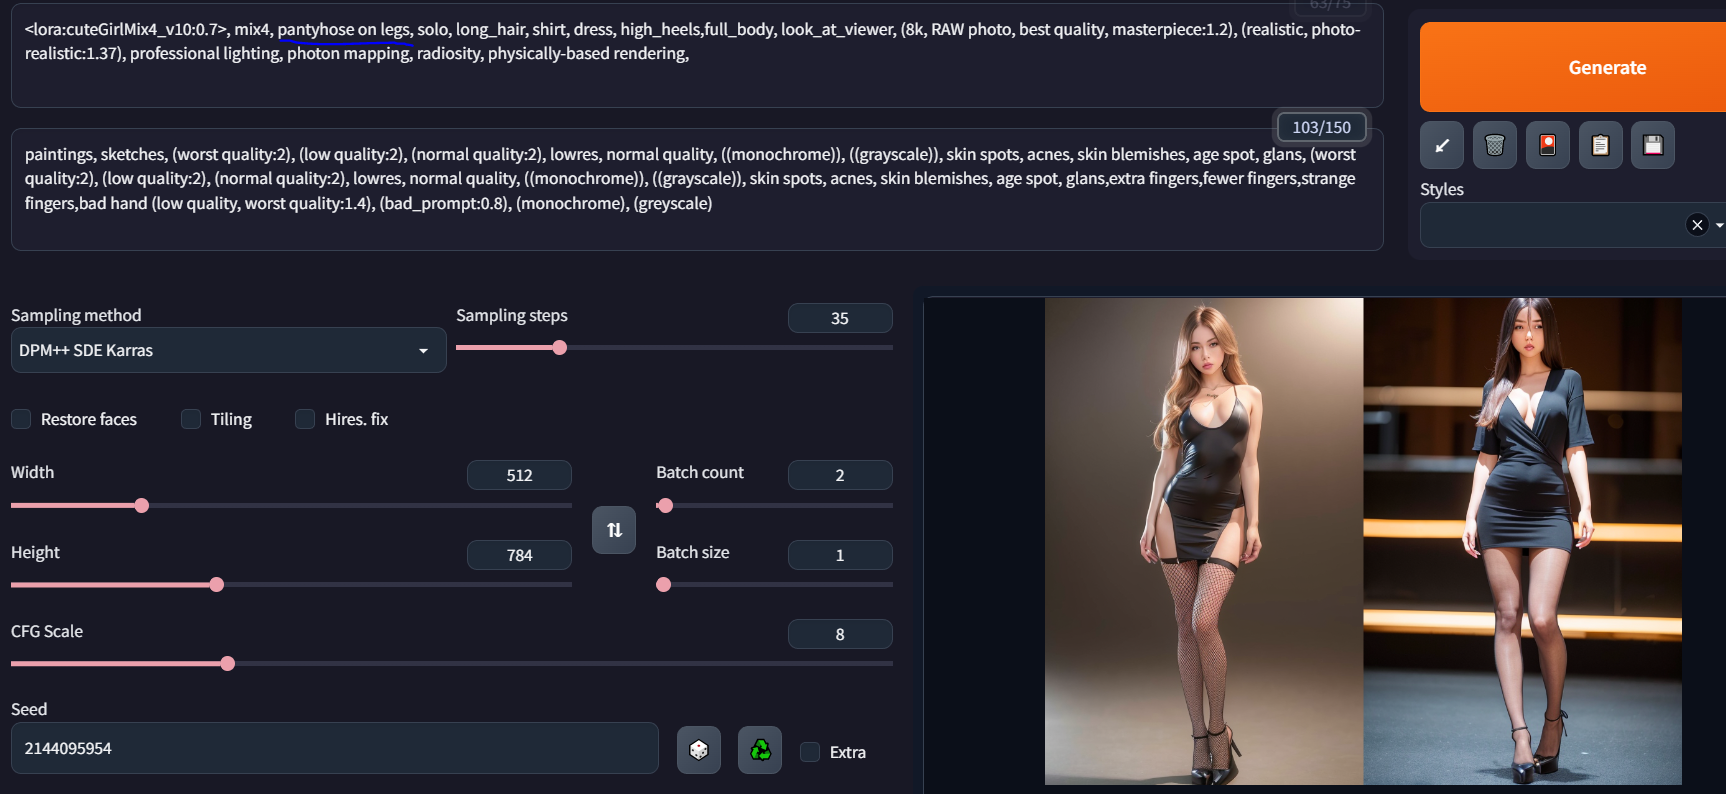 63/75
<lora:cuteGirlMix4_v10:0.7>, mix4, pantyhose on legs, solo, long_hair, shirt, dress, high_heels,full_body, look_at_viewer, (8k, RAW photo, best quality, masterpiece:1.2), (realistic, photo-
realistic:1.37), professional lighting, photon mapping, radiosity, physically-based rendering,
Generate
103/150
paintings, sketches, (worst quality:2), (low quality:2), (normal quality:2), lowres, normal quality, ((monochrome)), ((grayscale)), skin spots, acnes, skin blemishes, age spot, glans, (worst
quality:2), (low quality:2), (normal quality:2), lowres, normal quality, ((monochrome)), ((grayscale)), skin spots, acnes, skin blemishes, age spot, glans,extra fingers,fewer fingers,strange
fingers,bad hand (low quality, worst quality:1.4), (bad_prompt:0.8), (monochrome), (greyscale)
Styles
Sampling method
DPM++ SDE Karras
Sampling steps
35
Restore faces
Tiling
Hires. fix
Width
512
Batch count
2
Height
784
Batch size
1
CFG Scale
8
Seed
2144095954
Extra